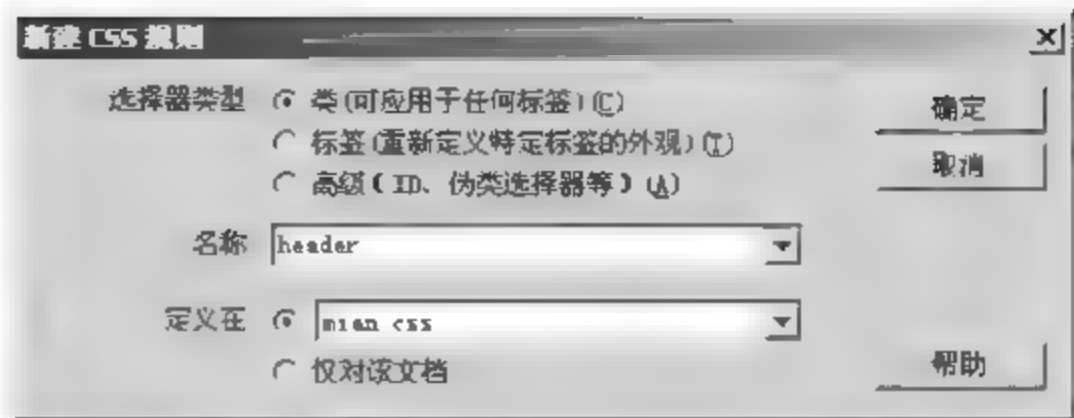 新建 CSS 规则
选择器类型 类(可应用于任何标签)(C) 确定
标签(重新定义特定标签的外观)(T)
取消
高级(ID、伪类选择器等)(A)
名称 header
定义在 mian css
仅对该文档
帮助